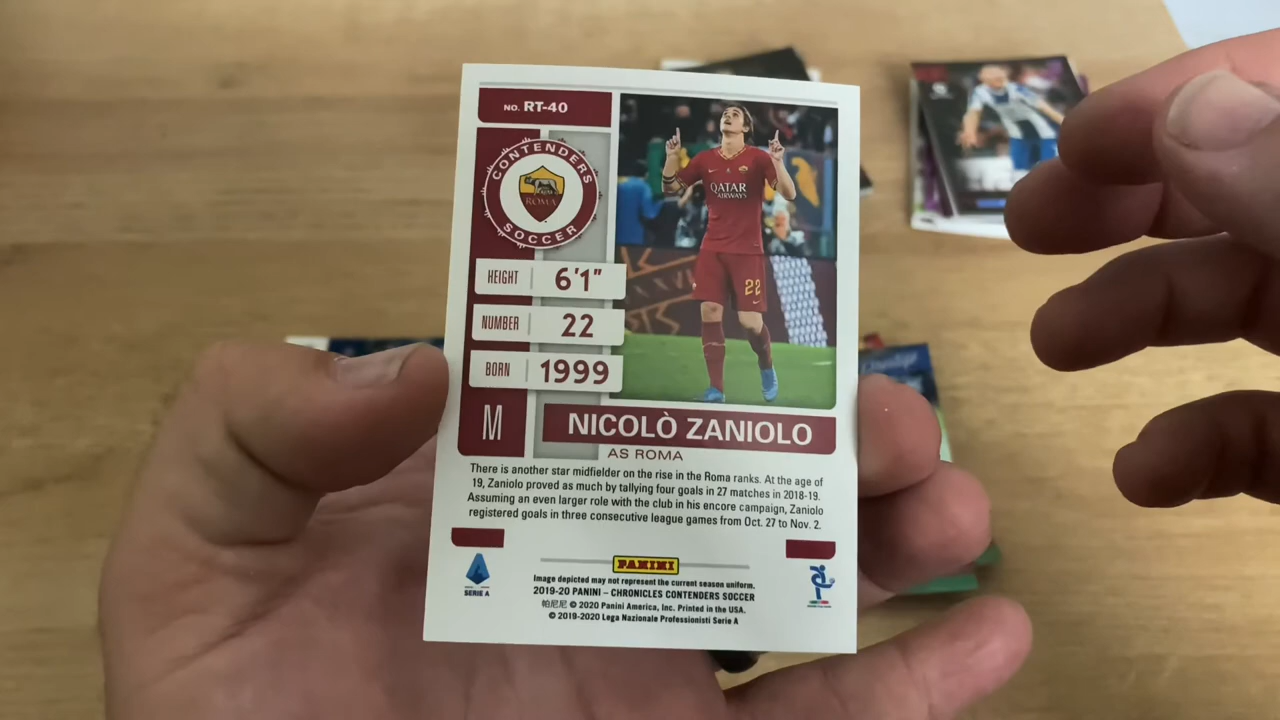 NO. RT-40
CONTENDERS
ROMA
SOCCER
QATAR
AIRWAYS
22
HEIGHT 6'1"
NUMBER 22
BORN 1999
M
NICOLÒ ZANIOLO
AS ROMA
There is another star midfielder on the rise in the Roma ranks. At the age of
19, Zaniolo proved as much by tallying four goals in 27 matches in 2018-19.
Assuming an even larger role with the club in his encore campaign, Zaniolo
registered goals in three consecutive league games from Oct. 27 to Nov. 2.
SERIE A
PANINI
Image depicted may not represent the current season uniform.
2019-20 PANINI – CHRONICLES CONTENDERS SOCCER
帕尼尼 © 2020 Panini America, Inc. Printed in the USA.
© 2019-2020 Lega Nazionale Professionisti Serie A